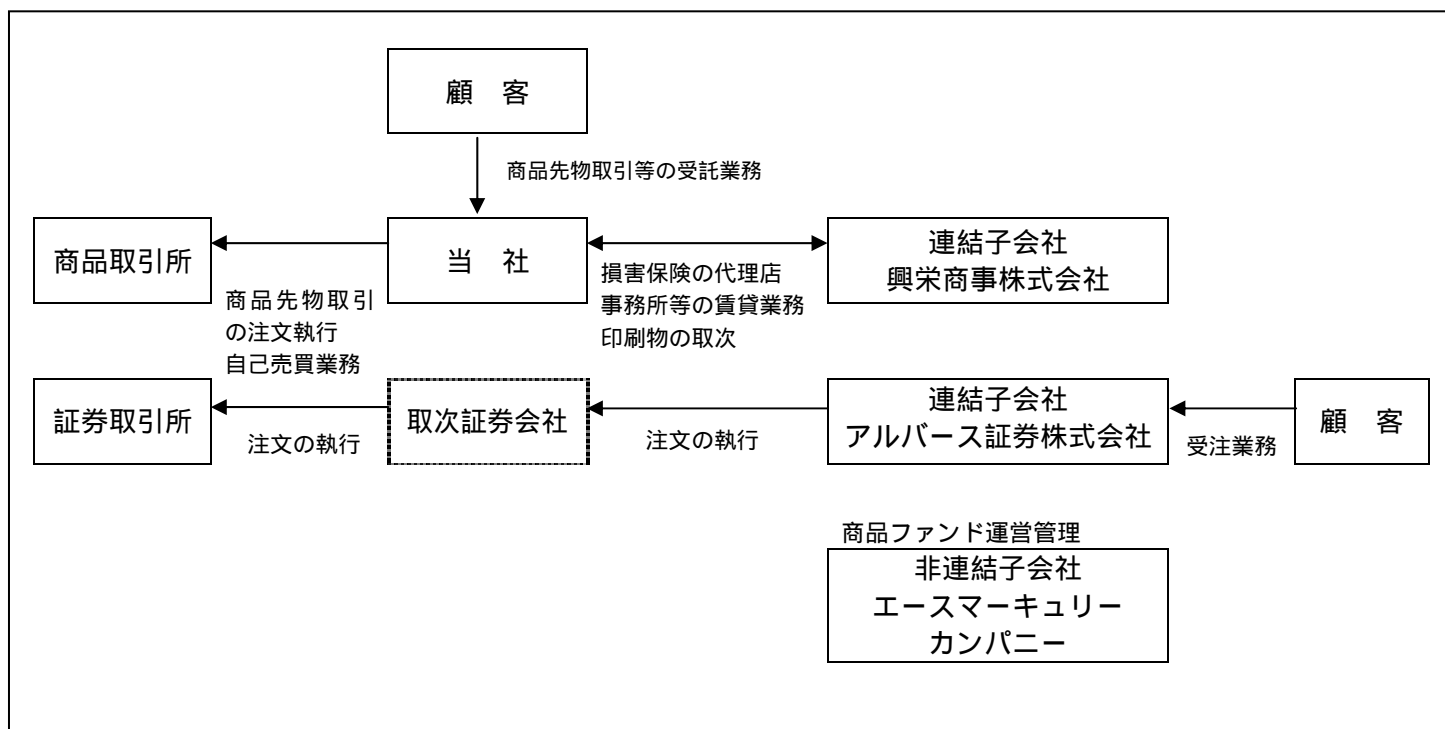 顧　客
商品先物取引等の受託業務
商品取引所
当　社
連結子会社
興栄商事株式会社
商品先物取引
の注文執行
自己売買業務
損害保険の代理店
事務所等の賃貸業務
印刷物の取次
証券取引所
取次証券会社
連結子会社
アルバース証券株式会社
顧　客
注文の執行
注文の執行
受注業務
商品ファンド運営管理
非連結子会社
エースマーキュリー
カンパニー